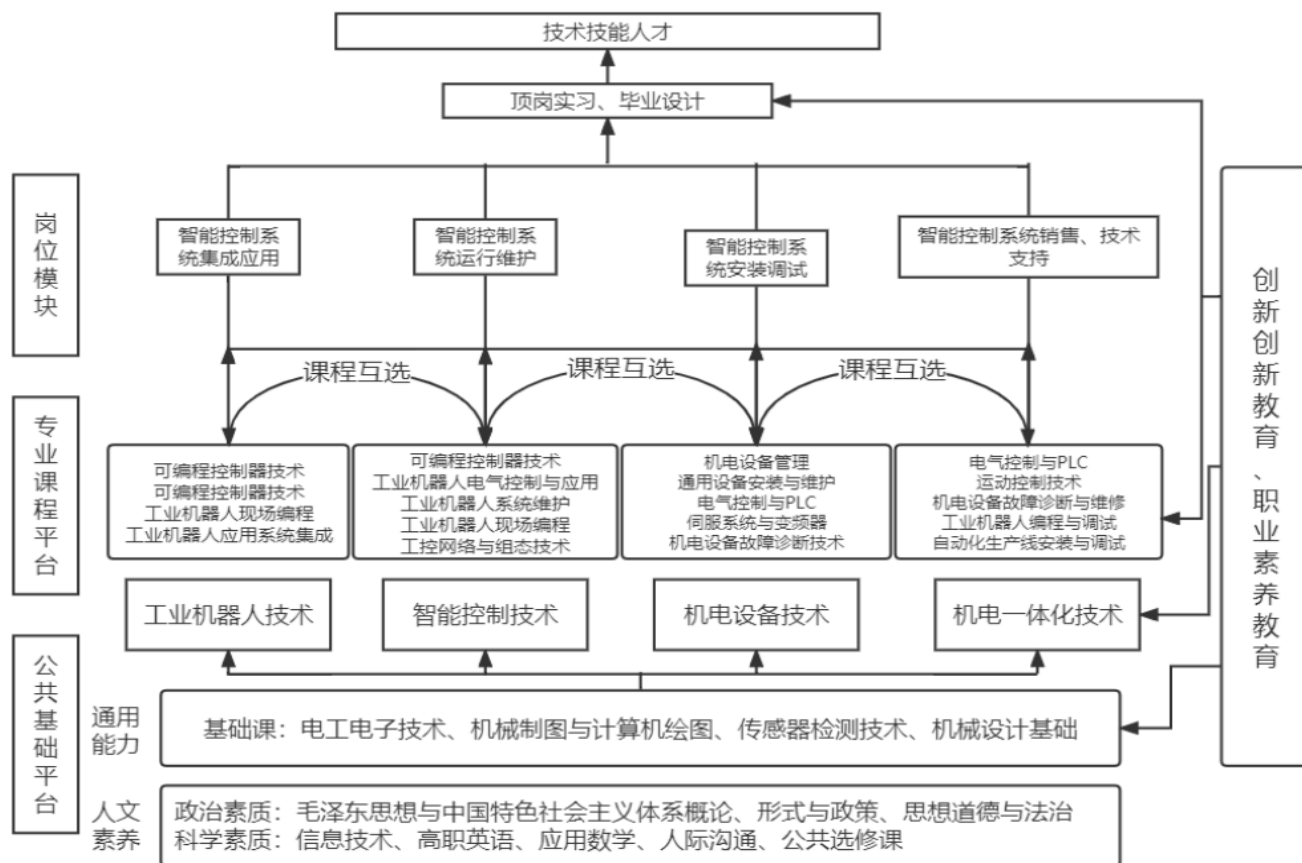 技术技能人才
顶岗实习、毕业设计
岗位模块
智能控制系
统集成应用
智能控制系
统运行维护
智能控制系
统安装调试
智能控制系统销售、技术
支持
课程互选
课程互选
课程互选
专业课程平台
可编程控制器技术
可编程控制器技术
工业机器人现场编程
工业机器人应用系统集成
可编程控制器技术
工业机器人电气控制与应用
工业机器人系统维护
工业机器人现场编程
工控网络与组态技术
机电设备管理
通用设备安装与维护
电气控制与PLC
伺服系统与变频器
机电设备故障诊断技术
电气控制与PLC
运动控制技术
机电设备故障诊断与维修
工业机器人编程与调试
自动化生产线安装与调试
工业机器人技术
智能控制技术
机电设备技术
机电一体化技术
公共基础平台
通用
能力
基础课：电工电子技术、机械制图与计算机绘图、传感器检测技术、机械设计基础
人文
素养
政治素质：毛泽东思想与中国特色社会主义体系概论、形式与政策、思想道德与法治
科学素质：信息技术、高职英语、应用数学、人际沟通、公共选修课
创新创新教育、职业素养教育